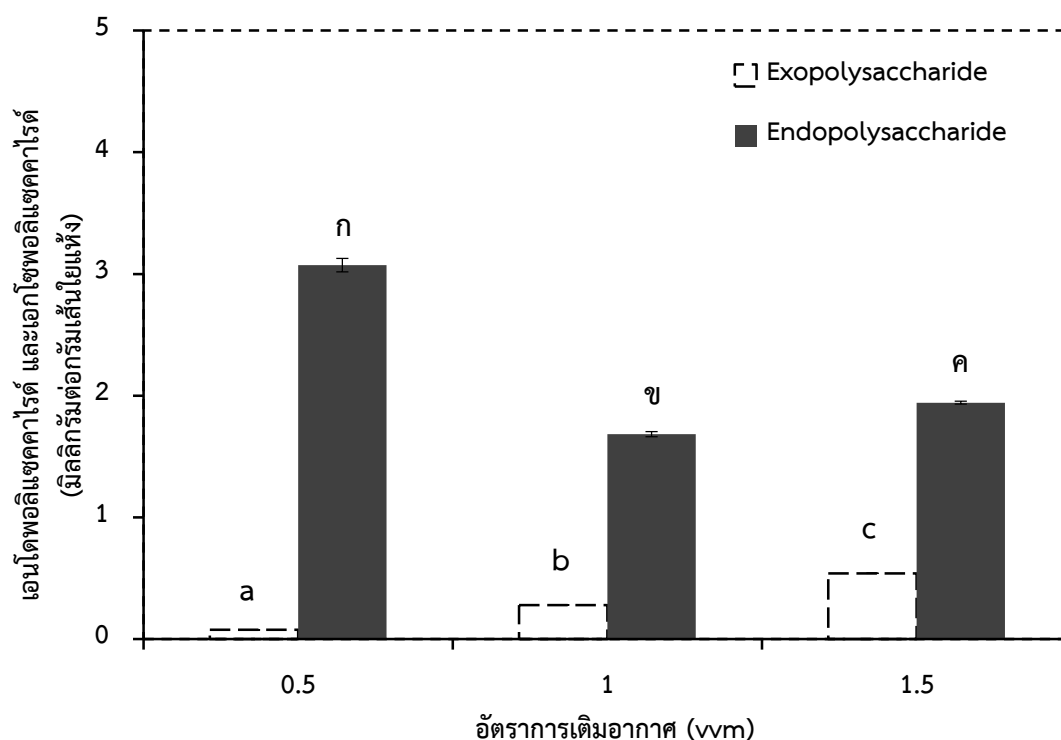 เอนโดพอลิแซคคาไรด์ และเอกโซพอลิแซคคาไรด์
(มิลลิกรัมต่อกรัมเส้นใยแห้ง)
5
4
3
2
1
0
Exopolysaccharide
Endopolysaccharide
ก
ข
ค
a
b
c
0.5
1
1.5
อัตราการเติมอากาศ (vvm)